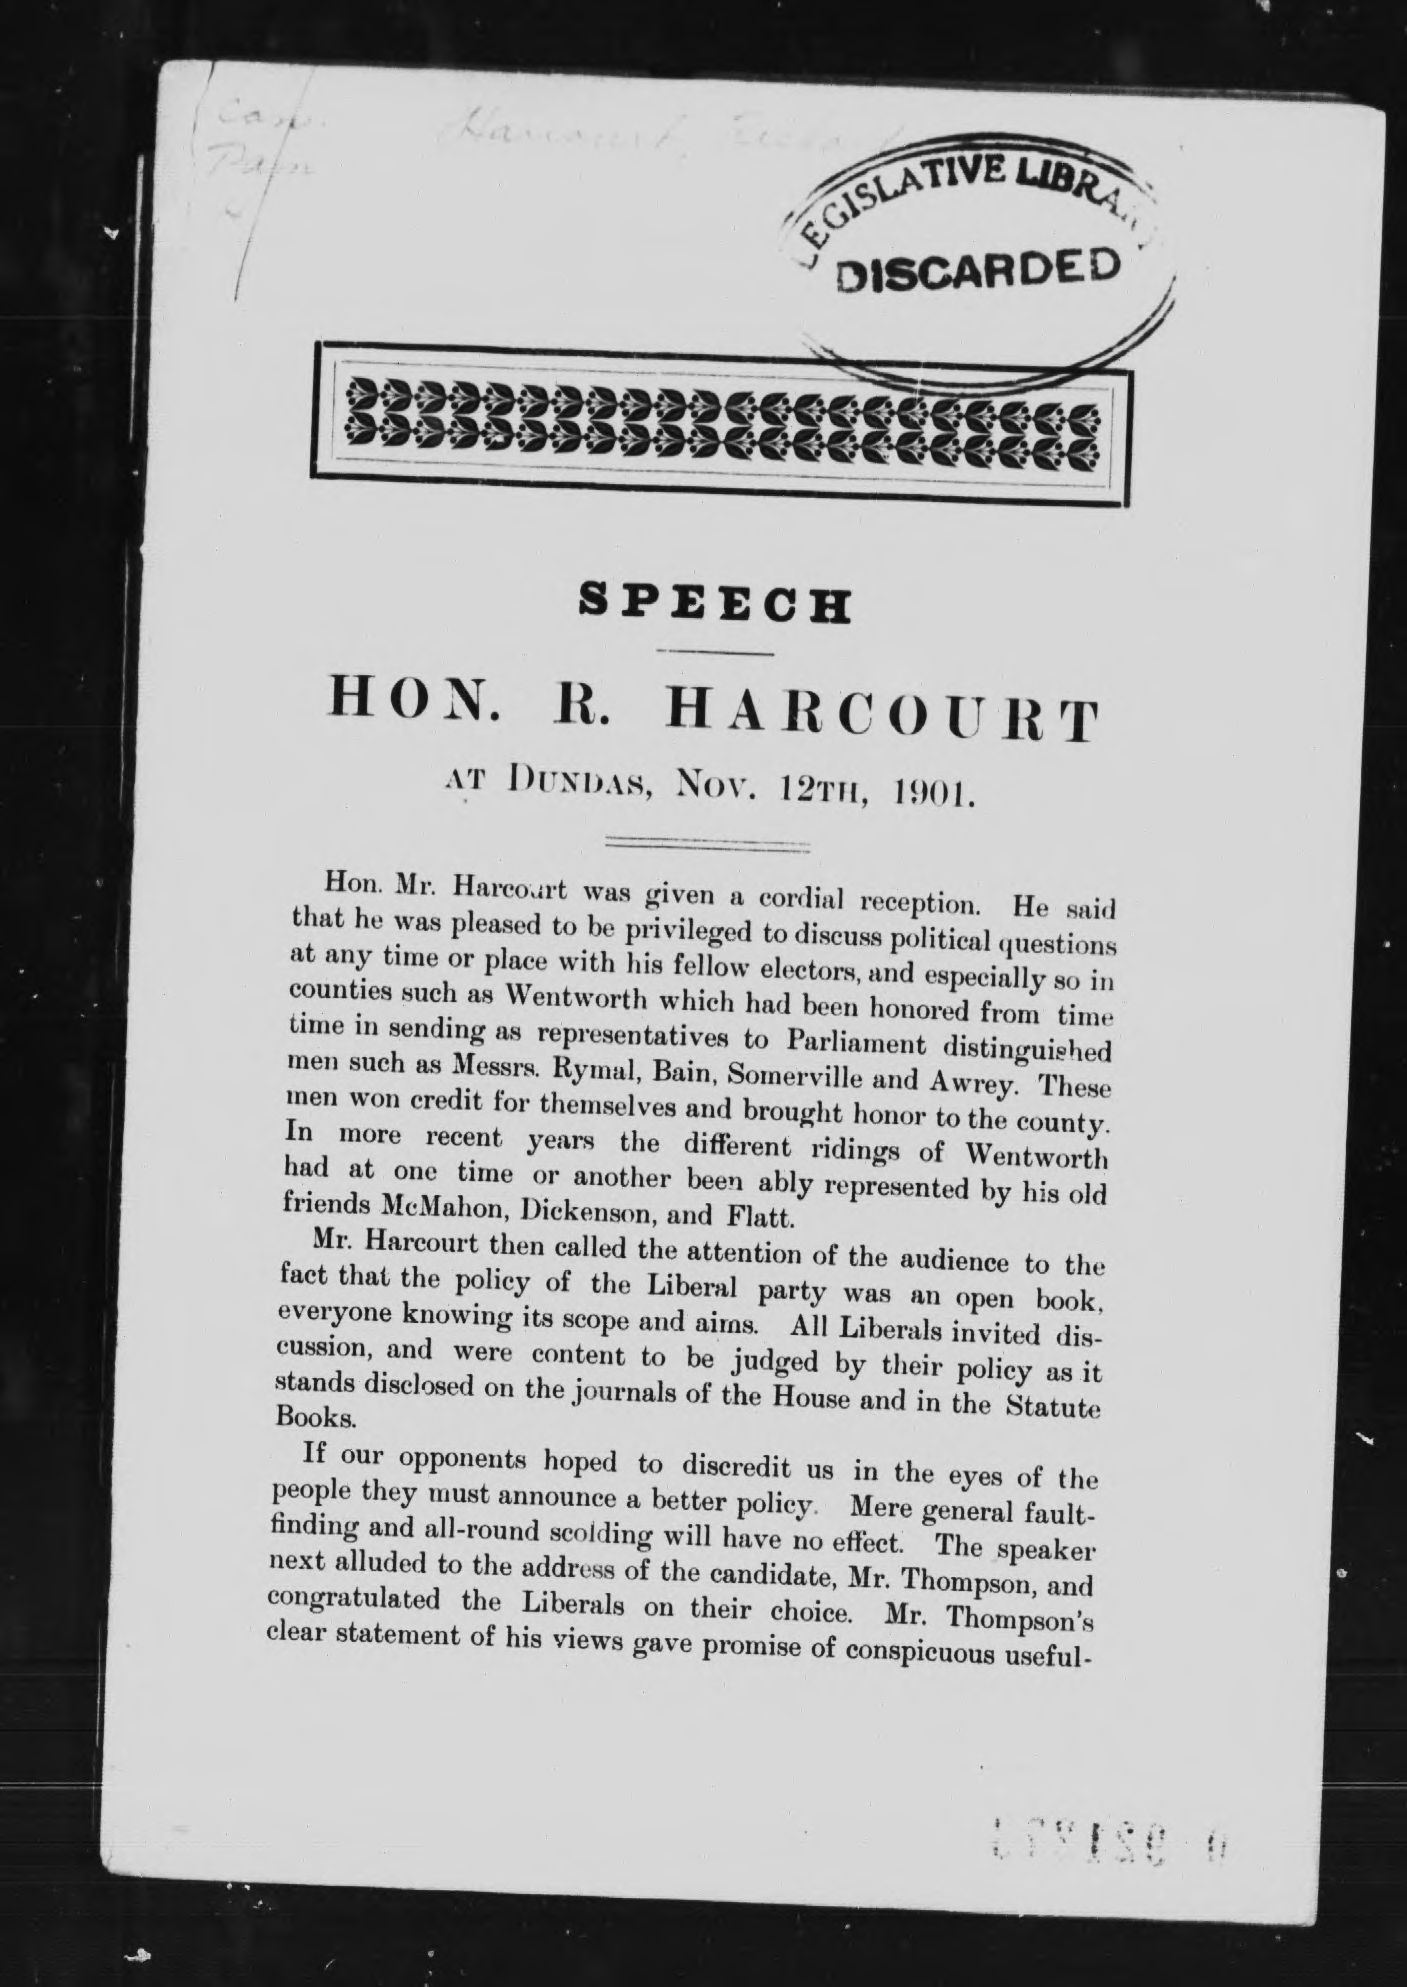 Can.
Pam
Harcourt, Richard
LEGISLATIVE LIBRARY
DISCARDED
SPEECH
HON. R. HARCOURT
AT DUNDAS, NOV. 12TH, 1901.
Hon. Mr. Harcourt was given a cordial reception. He said
that he was pleased to be privileged to discuss political questions
at any time or place with his fellow electors, and especially so in
counties such as Wentworth which had been honored from time
time in sending as representatives to Parliament distinguished
men such as Messrs. Rymal, Bain, Somerville and Awrey. These
men won credit for themselves and brought honor to the county.
In more recent years the different ridings of Wentworth
had at one time or another been ably represented by his old
friends McMahon, Dickenson, and Flatt.
Mr. Harcourt then called the attention of the audience to the
fact that the policy of the Liberal party was an open book,
everyone knowing its scope and aims. All Liberals invited dis-
cussion, and were content to be judged by their policy as it
stands disclosed on the journals of the House and in the Statute
Books.
If our opponents hoped to discredit us in the eyes of the
people they must announce a better policy. Mere general fault-
finding and all-round scolding will have no effect. The speaker
next alluded to the address of the candidate, Mr. Thompson, and
congratulated the Liberals on their choice. Mr. Thompson's
clear statement of his views gave promise of conspicuous useful-